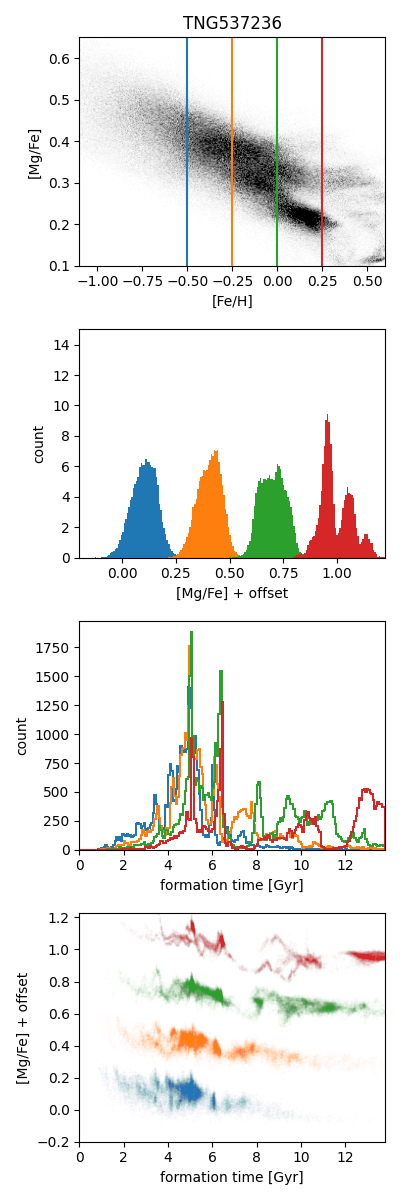 TNG537236
[Mg/Fe]
0.6
0.5
0.4
0.3
0.2
0.1
−1.00 −0.75 −0.50 −0.25 0.00 0.25 0.50
[Fe/H]
count
14
12
10
8
6
4
2
0
0.00 0.25 0.50 0.75 1.00
[Mg/Fe] + offset
count
1750
1500
1250
1000
750
500
250
0
0 2 4 6 8 10 12
formation time [Gyr]
[Mg/Fe] + offset
1.2
1.0
0.8
0.6
0.4
0.2
0.0
−0.2
0 2 4 6 8 10 12
formation time [Gyr]